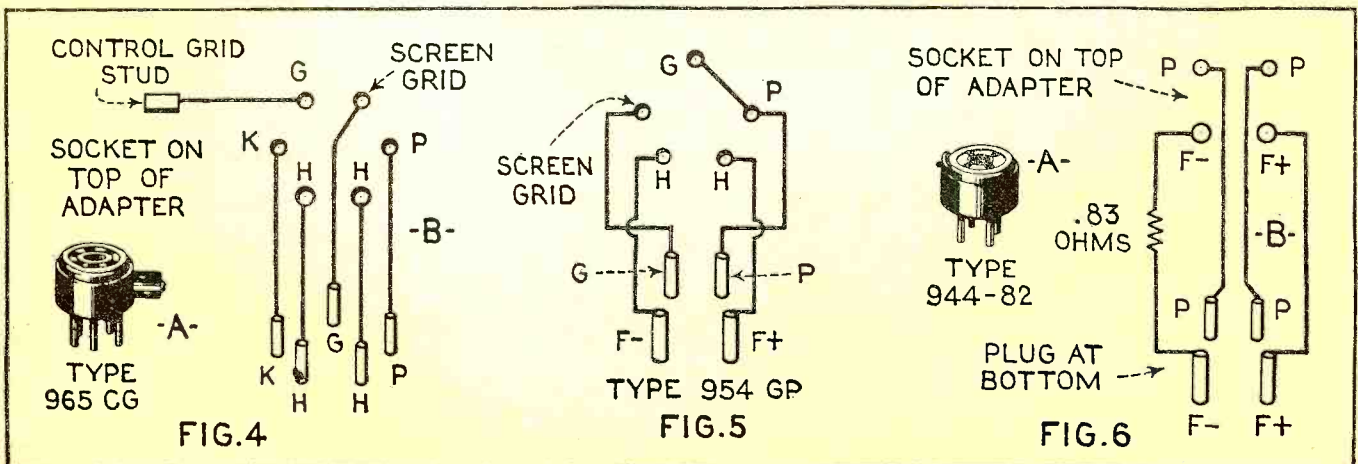 CONTROL GRID
STUD
G
SCREEN
GRID
K
H
H
P
SOCKET ON
TOP OF
ADAPTER
-B-
-A-
TYPE
965 CG
K
H
G
H
P
FIG.4
G
P
SCREEN
GRID
H
H
G
P
F-
F+
TYPE 954 GP
FIG.5
SOCKET ON TOP
OF ADAPTER
P
P
-A-
F-
F+
.83
OHMS
-B-
TYPE
944-82
P
P
PLUG AT
BOTTOM
F-
F+
FIG.6